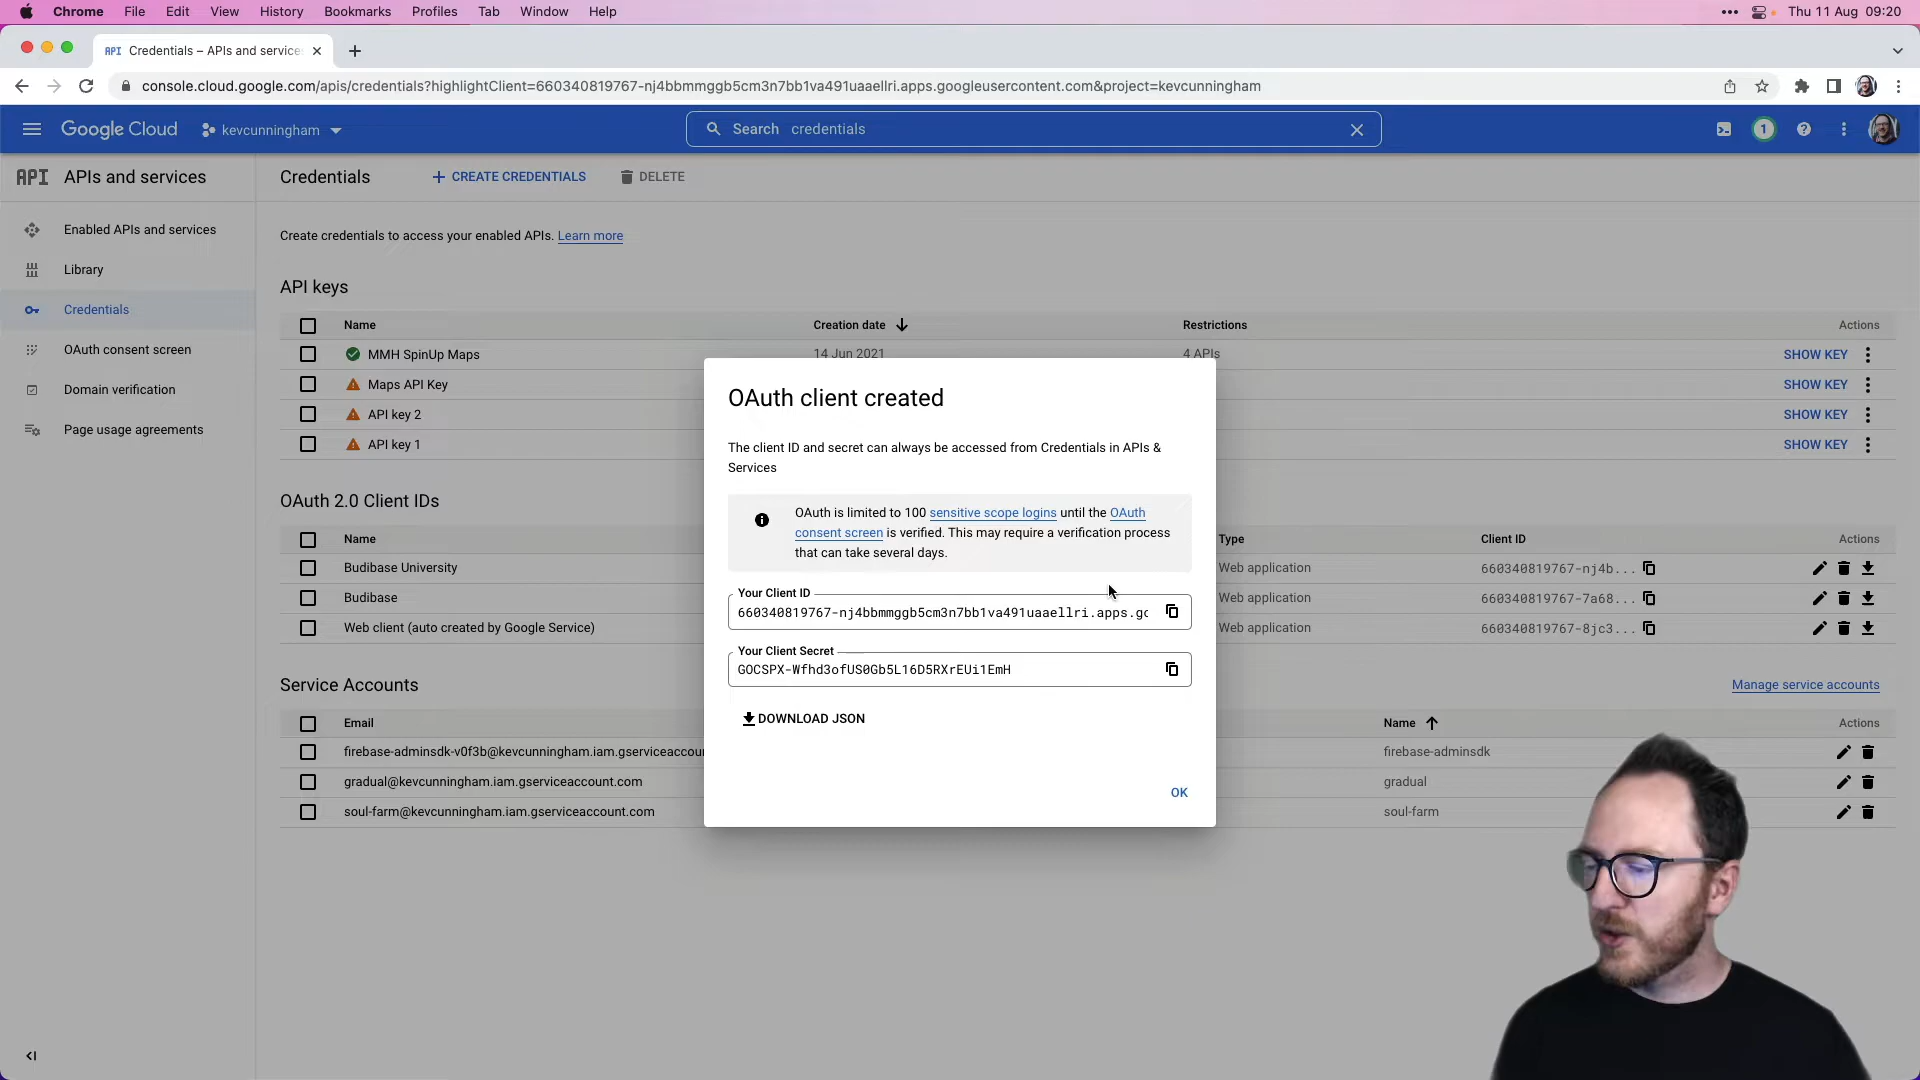 Chrome File Edit View History Bookmarks Profiles Tab Window Help Thu 11 Aug 09:20
API Credentials – APIs and service
console.cloud.google.com/apis/credentials?highlightClient=660340819767-nj4bbmmggb5cm3n7bb1va491uaaellri.apps.googleusercontent.com&project=kevcunningham
Google Cloud kevcunningham Search credentials 1
API APIs and services
Credentials + CREATE CREDENTIALS DELETE
Enabled APIs and services
Library
Credentials
OAuth consent screen
Domain verification
Page usage agreements
Create credentials to access your enabled APIs. Learn more
API keys
Name Creation date Restrictions Actions
MMH SpinUp Maps 14 Jun 2021 4 APIs SHOW KEY
Maps API Key SHOW KEY
API key 2 SHOW KEY
API key 1 SHOW KEY
OAuth 2.0 Client IDs
Name Type Client ID Actions
Budibase University Web application 660340819767-nj4b...
Budibase Web application 660340819767-7a68...
Web client (auto created by Google Service) Web application 660340819767-8jc3...
Service Accounts Manage service accounts
Email Name Actions
firebase-adminsdk-v0f3b@kevcunningham.iam.gserviceaccou firebase-adminsdk
gradual@kevcunningham.iam.gserviceaccount.com gradual
soul-farm@kevcunningham.iam.gserviceaccount.com soul-farm
OAuth client created
The client ID and secret can always be accessed from Credentials in APIs &
Services
OAuth is limited to 100 sensitive scope logins until the OAuth
consent screen is verified. This may require a verification process
that can take several days.
Your Client ID
660340819767-nj4bbmmggb5cm3n7bb1va491uaaellri.apps.gc
Your Client Secret
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
DOWNLOAD JSON
OK